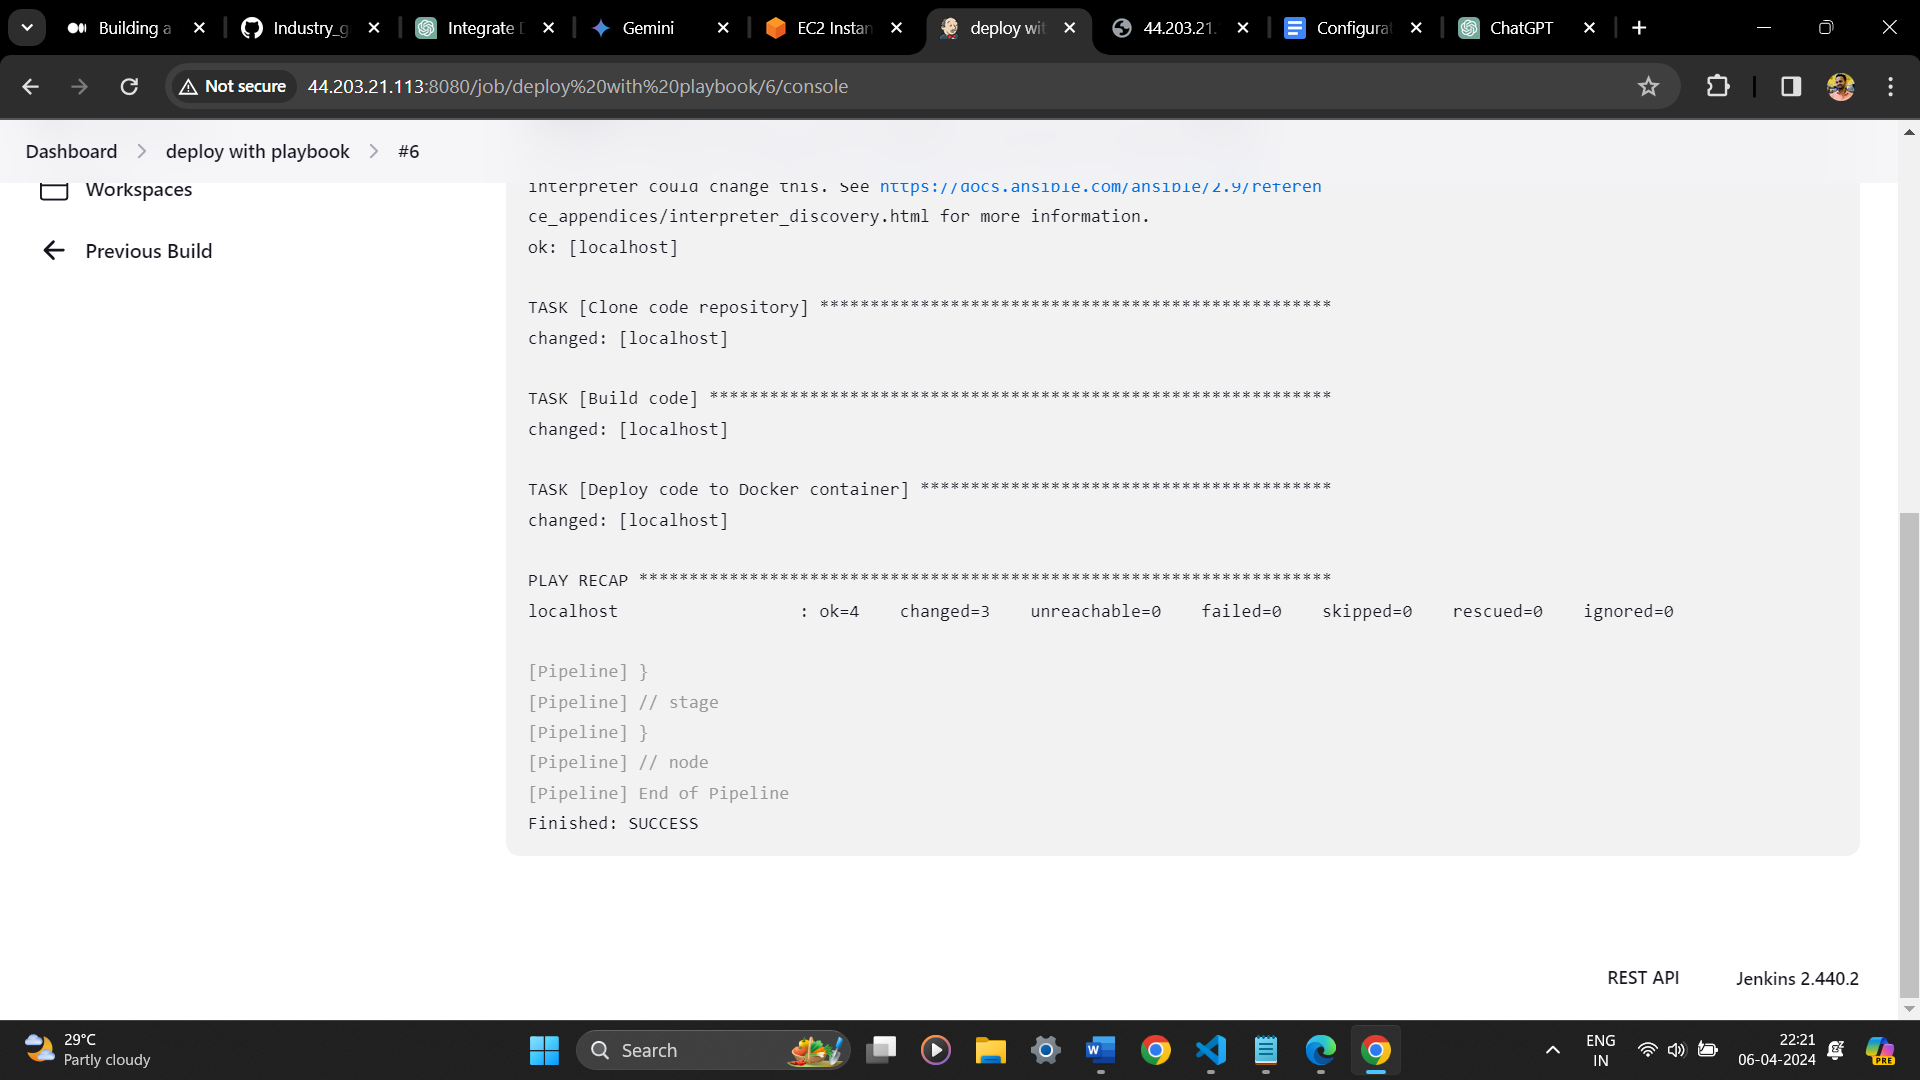 Building a
Industry_g
Integrate D
Gemini
EC2 Instan
deploy wit
44.203.21.
Configurat
ChatGPT
Not secure
44.203.21.113:8080/job/deploy%20with%20playbook/6/console
Dashboard
deploy with playbook
#6
Workspaces
Previous Build
interpreter could change this. See https://docs.ansible.com/ansible/2.9/referen
ce_appendices/interpreter_discovery.html for more information.
ok: [localhost]
TASK [Clone code repository] ***************************************************
changed: [localhost]
TASK [Build code] **************************************************************
changed: [localhost]
TASK [Deploy code to Docker container] *****************************************
changed: [localhost]
PLAY RECAP *********************************************************************
localhost                  : ok=4    changed=3    unreachable=0    failed=0    skipped=0    rescued=0    ignored=0
[Pipeline] }
[Pipeline] // stage
[Pipeline] }
[Pipeline] // node
[Pipeline] End of Pipeline
Finished: SUCCESS
REST API
Jenkins 2.440.2
29°C
Partly cloudy
Search
ENG
IN
22:21
06-04-2024
PRE